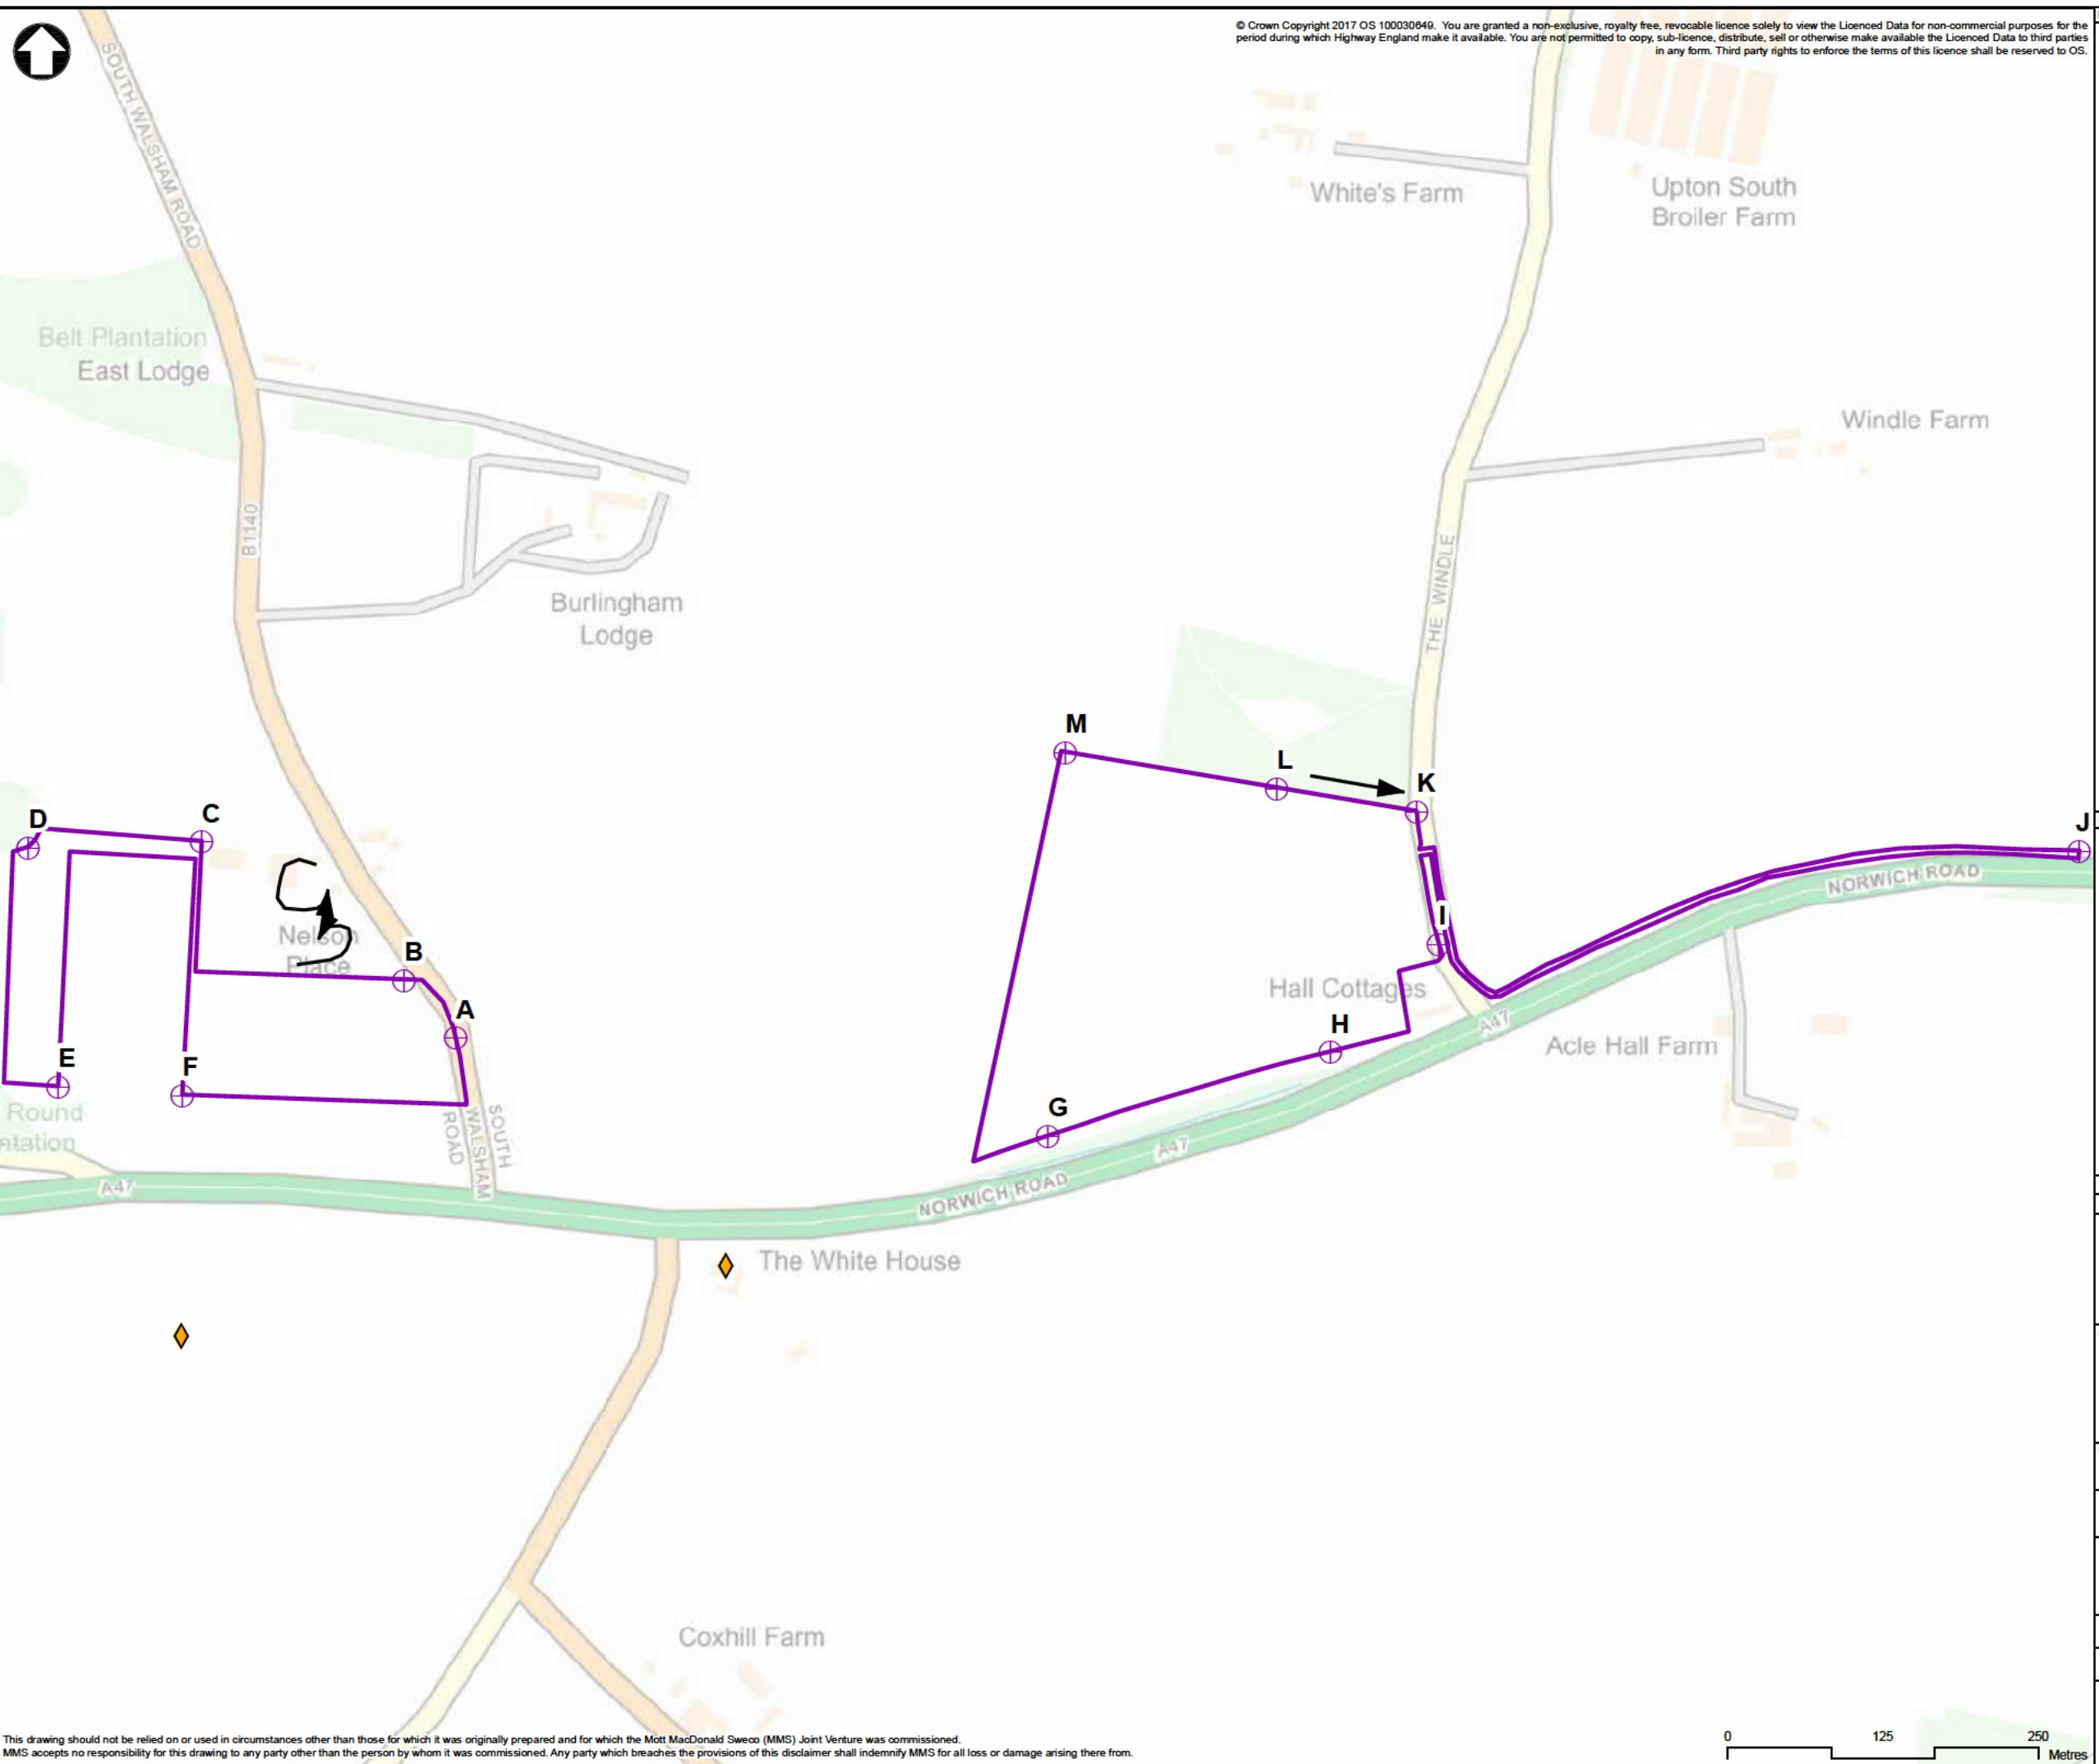 © Crown Copyright 2017 OS 100030649. You are granted a non-exclusive, royalty free, revocable licence solely to view the Licenced Data for non-commercial purposes for the
period during which Highway England make it available. You are not permitted to copy, sub-licence, distribute, sell or otherwise make available the Licenced Data to third parties
in any form. Third party rights to enforce the terms of this licence shall be reserved to OS.
SOUTH WALSHAM ROAD
White's Farm
Upton South
Broiler Farm
Belt Plantation
East Lodge
Windle Farm
B1140
THE WINDLE
Burlingham
Lodge
M
L
K
D
C
J
NORWICH ROAD
I
Nelson
Place
B
Hall Cottages
A
H
A47
Acle Hall Farm
E
F
G
Round
ntation
SOUTH
WALSHAM
ROAD
A47
A47
NORWICH ROAD
The White House
Coxhill Farm
0 125 250
Metres
This drawing should not be relied on or used in circumstances other than those for which it was originally prepared and for which the Mott MacDonald Sweco (MMS) Joint Venture was commissioned.
MMS accepts no responsibility for this drawing to any party other than the person by whom it was commissioned. Any party which breaches the provisions of this disclaimer shall indemnify MMS for all loss or damage arising there from.